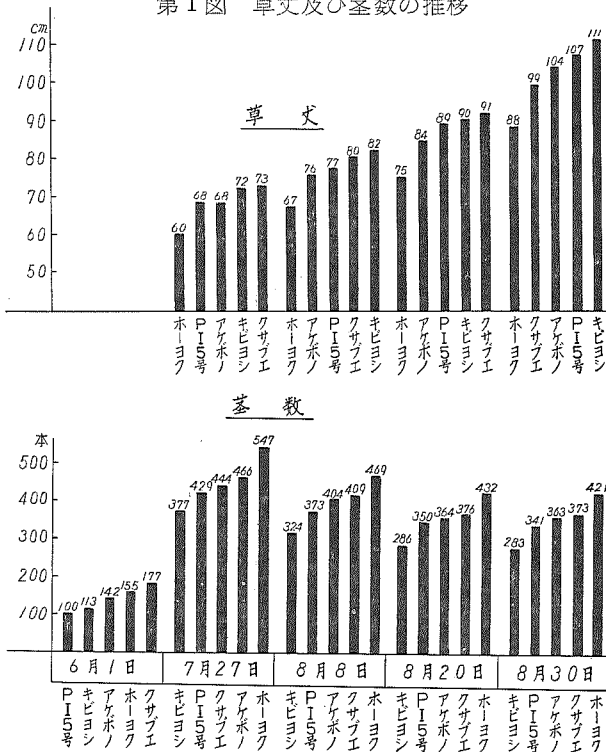 第1図　草丈及び茎数の推移
cm
110
100
90
80
70
60
50
草丈
60 68 68 72 73
67 76 77 80 82
75 84 89 90 91
88 99 104 107 111
ホーヨク PI5号 アケボノ キビヨシ クサブエ
ホーヨク アケボノ PI5号 クサブエ キビヨシ
ホーヨク アケボノ PI5号 キビヨシ クサブエ
ホーヨク クサブエ アケボノ PI5号 キビヨシ
茎数
本
500
400
300
200
100
100 113 142 155 177
377 429 444 466 547
324 373 404 409 469
286 350 364 376 432
283 341 363 373 421
6月1日 7月27日 8月8日 8月20日 8月30日
PI5号 キビヨシ アケボノ ホーヨク クサブエ
キビヨシ PI5号 クサブエ アケボノ ホーヨク
キビヨシ PI5号 アケボノ クサブエ ホーヨク
キビヨシ PI5号 アケボノ クサブエ ホーヨク
キビヨシ PI5号 アケボノ クサブエ ホーヨク